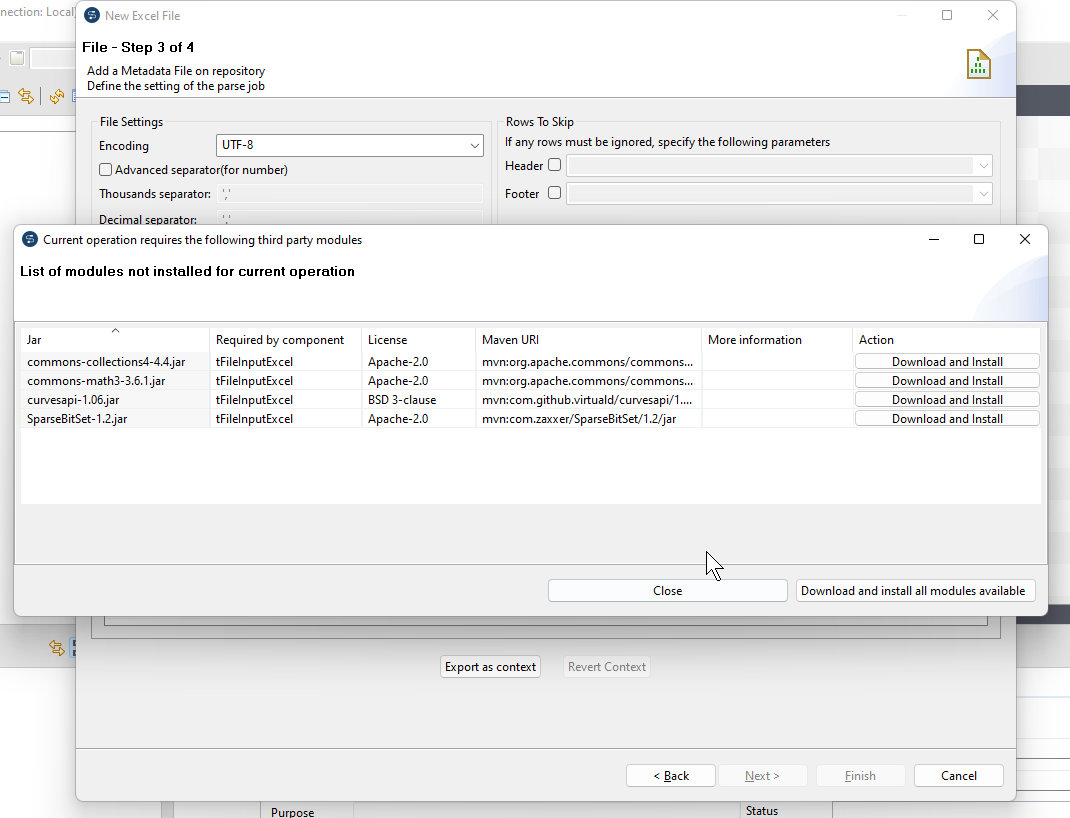 nection: Local
New Excel File
File - Step 3 of 4
Add a Metadata File on repository
Define the setting of the parse job
File Settings
Encoding
UTF-8
Advanced separator(for number)
Thousands separator:
','
Decimal separator:
Rows To Skip
If any rows must be ignored, specify the following parameters
Header
Footer
Current operation requires the following third party modules
List of modules not installed for current operation
Jar Required by component License Maven URI More information Action
commons-collections4-4.4.jar tFileInputExcel Apache-2.0 mvn:org.apache.commons/commons... Download and Install
commons-math3-3.6.1.jar tFileInputExcel Apache-2.0 mvn:org.apache.commons/commons... Download and Install
curvesapi-1.06.jar tFileInputExcel BSD 3-clause mvn:com.github.virtuald/curvesapi/1.... Download and Install
SparseBitSet-1.2.jar tFileInputExcel Apache-2.0 mvn:com.zaxxer/SparseBitSet/1.2/jar Download and Install
Close Download and install all modules available
Export as context Revert Context
< Back Next > Finish Cancel
Purpose Status